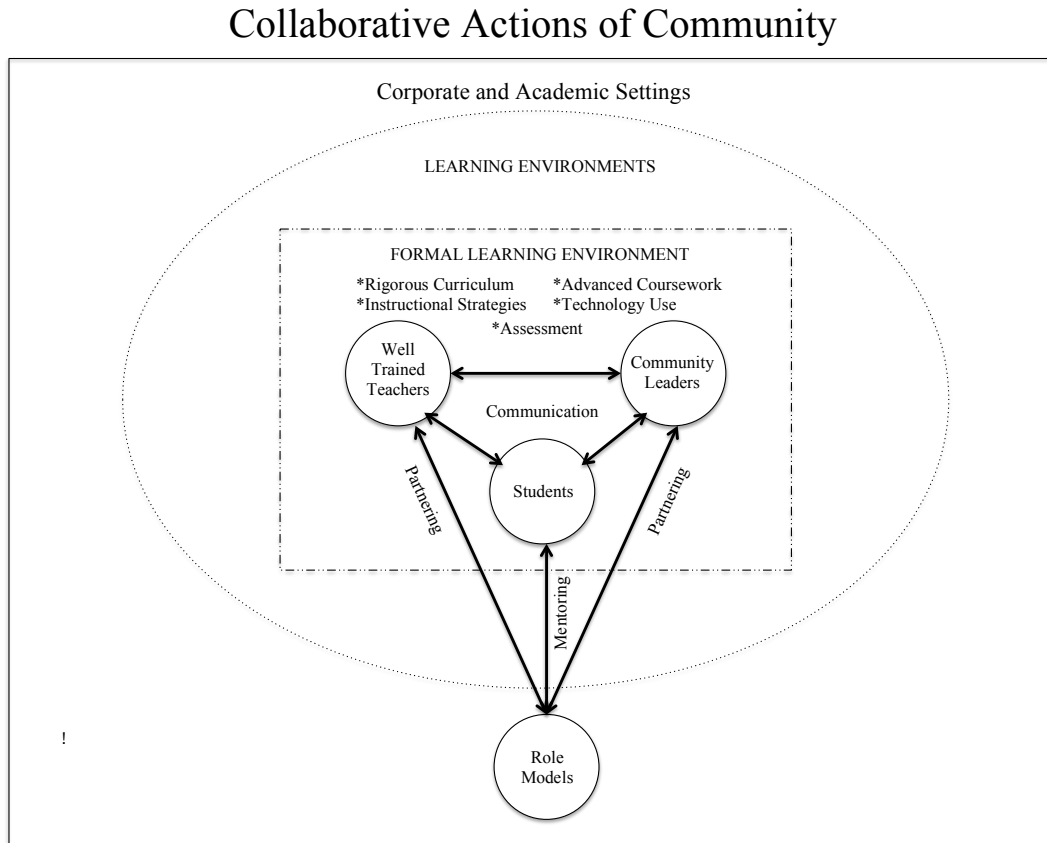 Collaborative Actions of Community
Corporate and Academic Settings
LEARNING ENVIRONMENTS
FORMAL LEARNING ENVIRONMENT
*Rigorous Curriculum *Advanced Coursework
*Instructional Strategies *Technology Use
*Assessment
Well
Trained
Teachers
Community
Leaders
Communication
Students
Partnering
Partnering
Mentoring
!
Role
Models